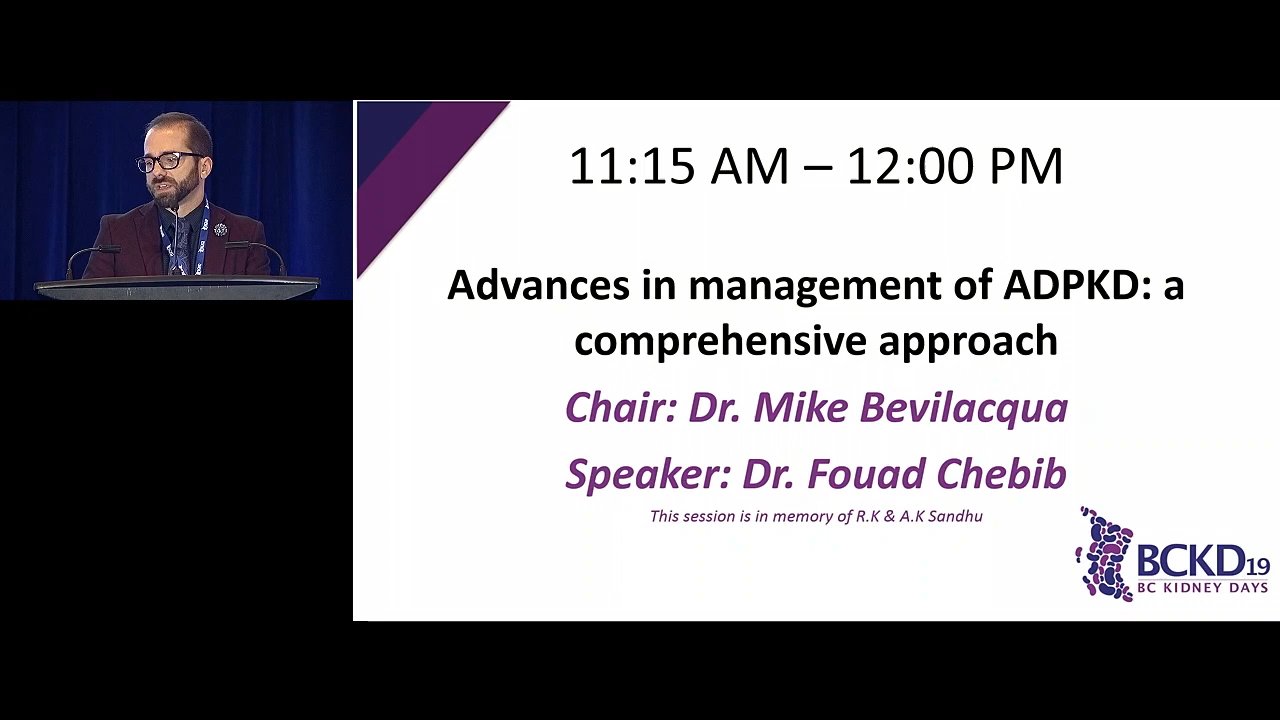 11:15 AM – 12:00 PM
Advances in management of ADPKD: a
comprehensive approach
Chair: Dr. Mike Bevilacqua
Speaker: Dr. Fouad Chebib
This session is in memory of R.K & A.K Sandhu
BCKD19
BC KIDNEY DAYS